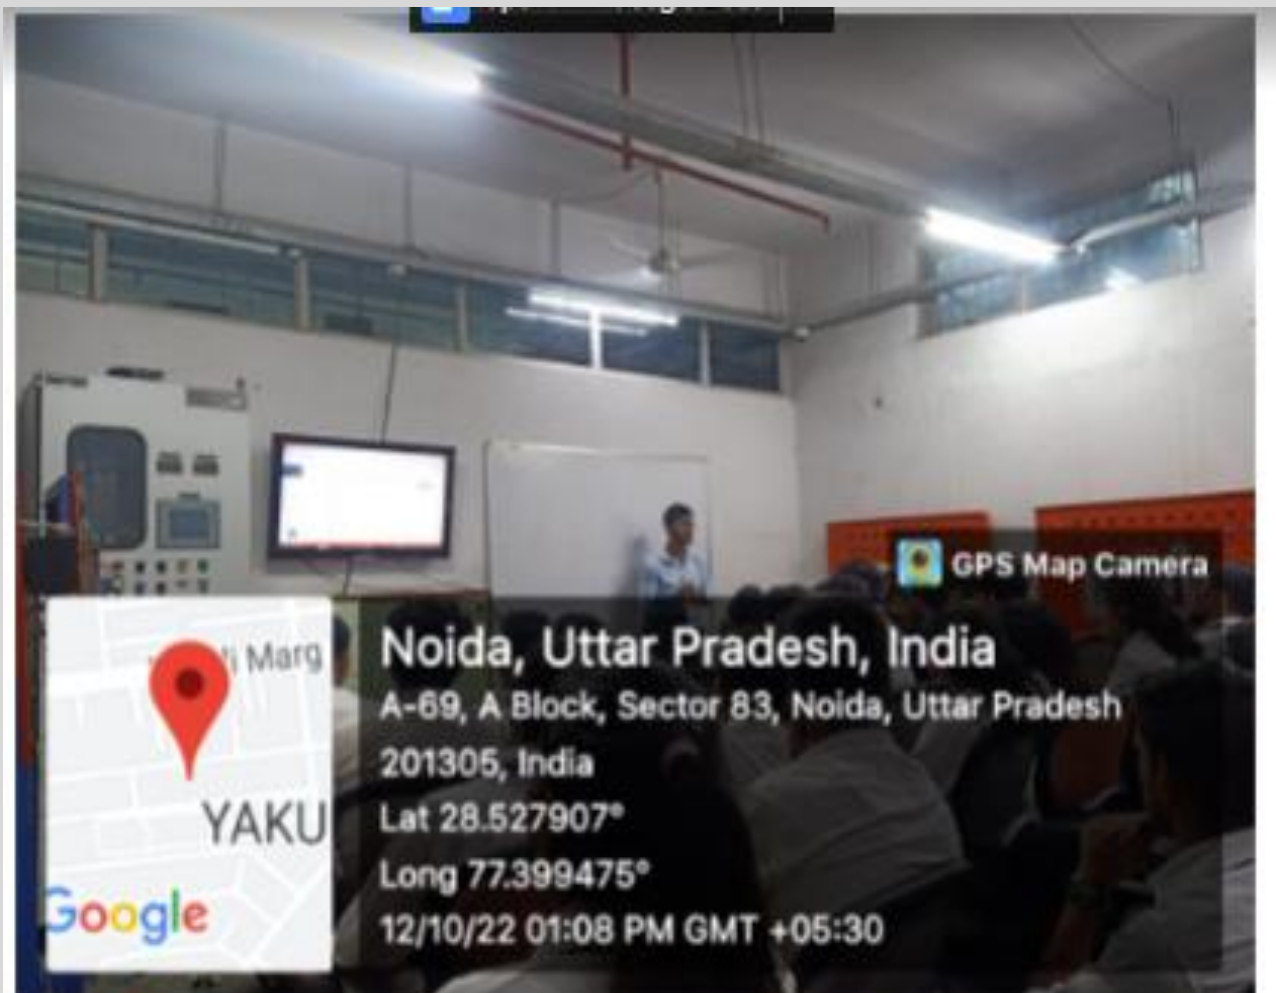 GPS Map Camera
Marg
YAKU
Google
Noida, Uttar Pradesh, India
A-69, A Block, Sector 83, Noida, Uttar Pradesh
201305, India
Lat 28.527907°
Long 77.399475°
12/10/22 01:08 PM GMT +05:30